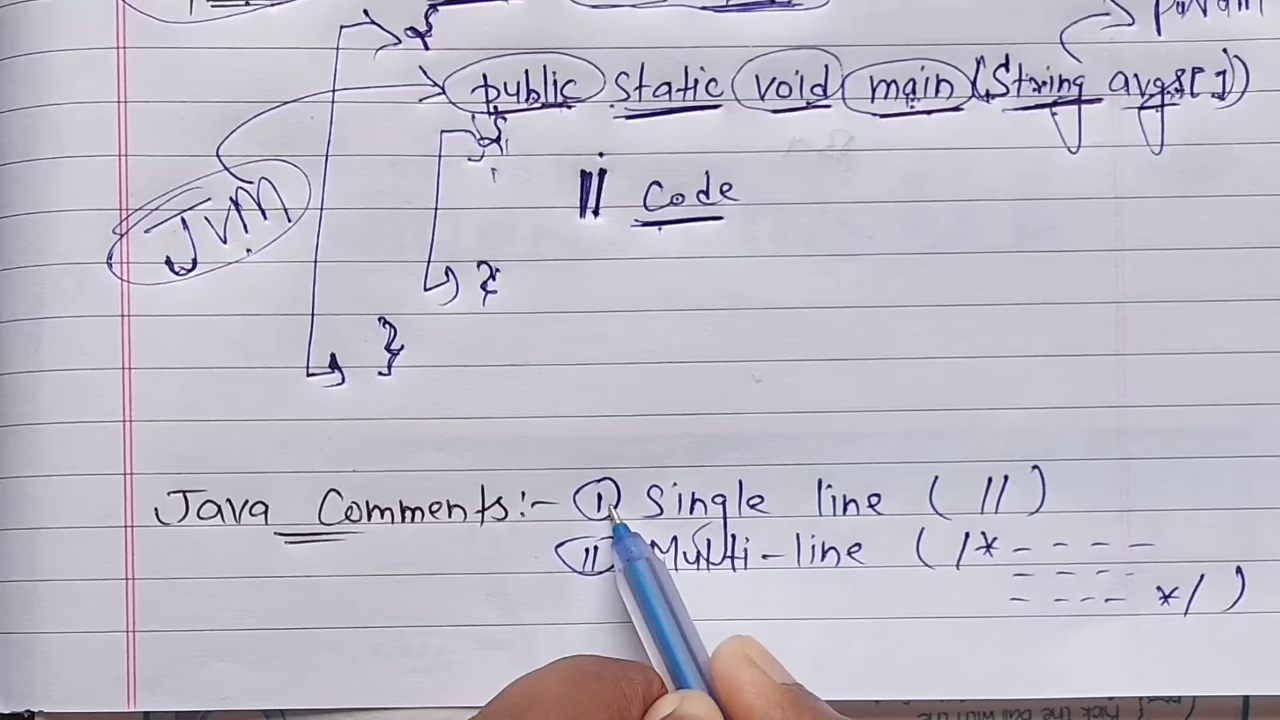 {
public static void main (String args[])
{
// Code
JVM
}
}
Java Comments:- (I) Single line ( // )
(II) Multi-line ( /* - - - -
- - - -
- - - - */ )